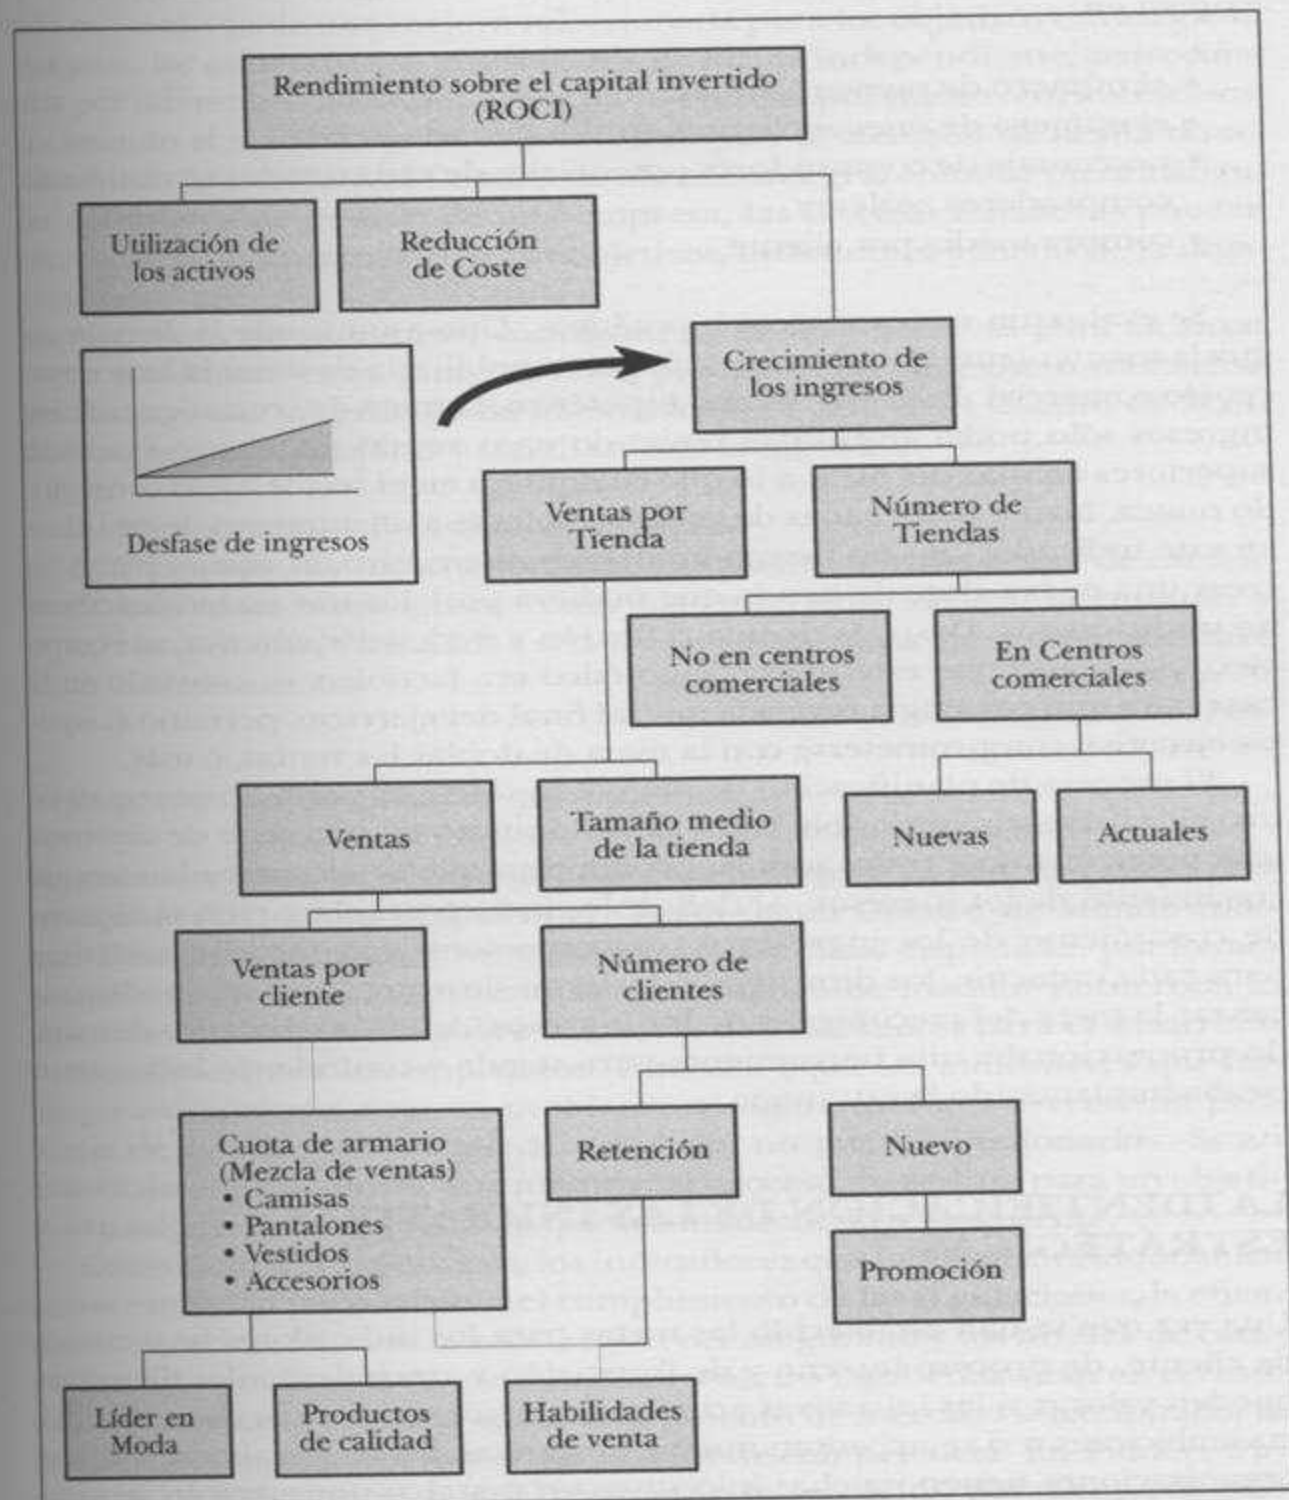 Rendimiento sobre el capital invertido
(ROCI)
Utilización de
los activos
Reducción
de Coste
Crecimiento de
los ingresos
Desfase de ingresos
Ventas por
Tienda
Número de
Tiendas
No en centros
comerciales
En Centros
comerciales
Ventas
Tamaño medio
de la tienda
Nuevas
Actuales
Ventas por
cliente
Número de
clientes
Cuota de armario
(Mezcla de ventas)
• Camisas
• Pantalones
• Vestidos
• Accesorios
Retención
Nuevo
Promoción
Líder en
Moda
Productos
de calidad
Habilidades
de venta